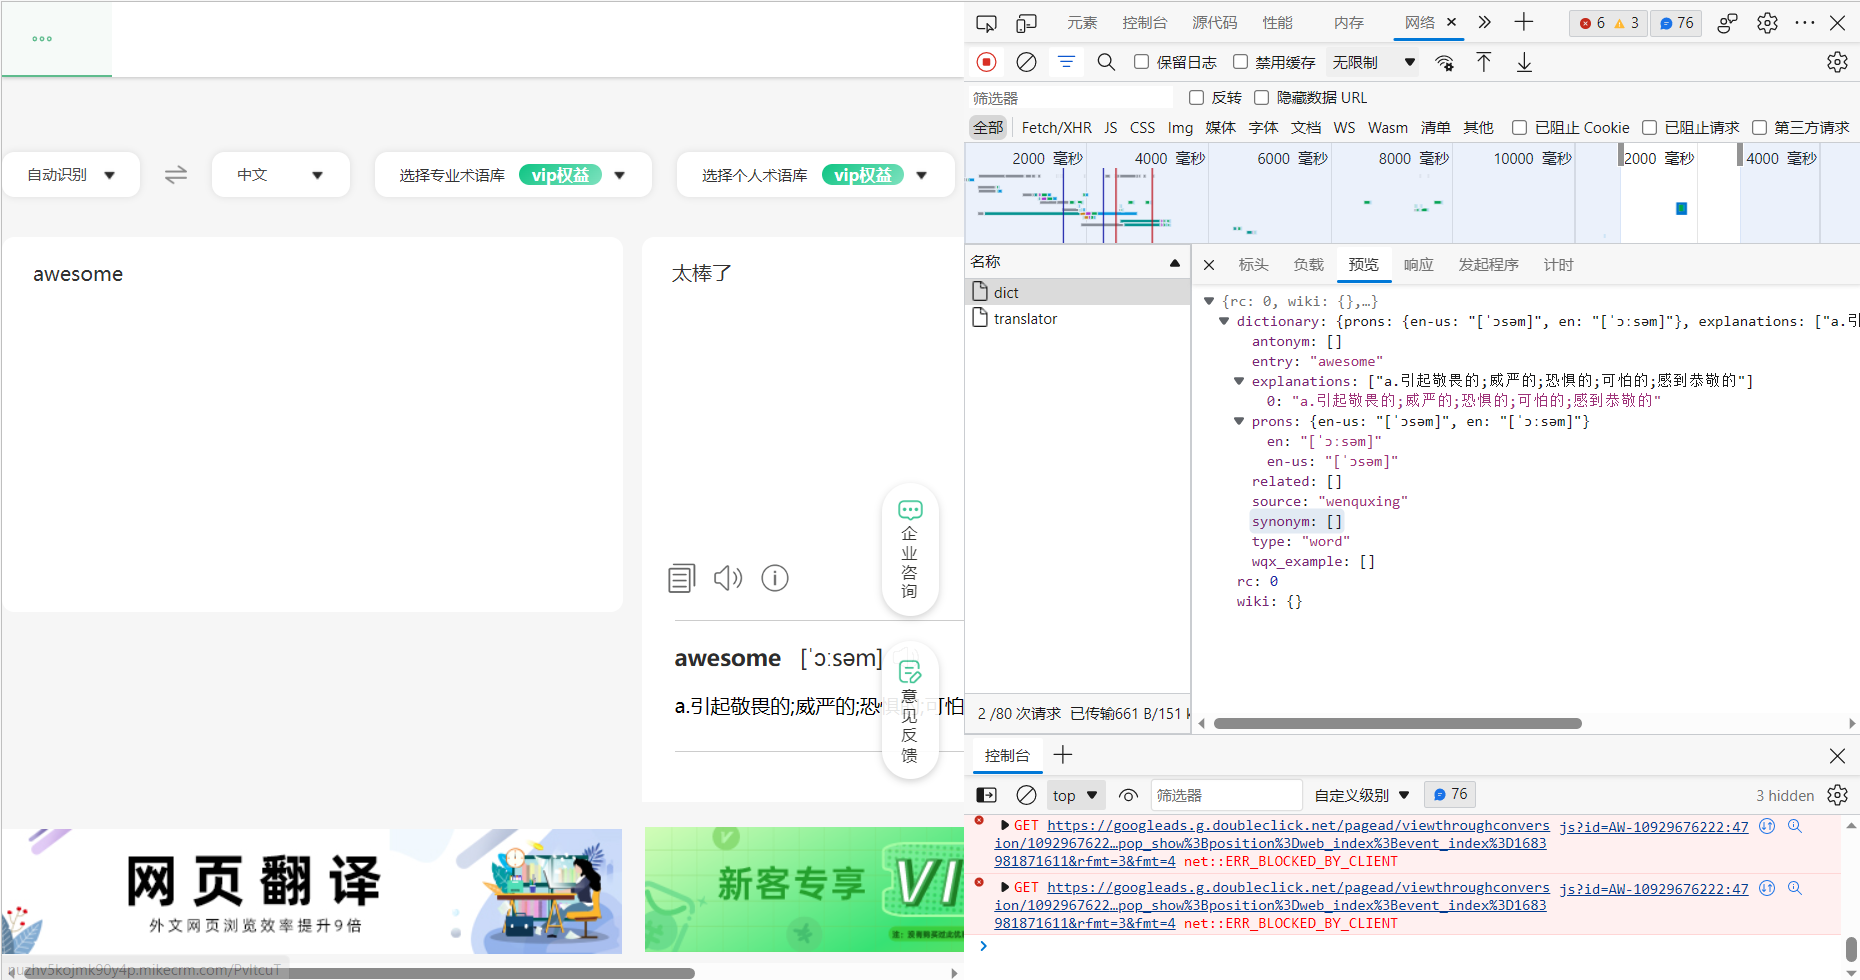 自动识别
中文
选择专业术语库 vip权益
选择个人术语库 vip权益
awesome
太棒了
企业咨询
awesome [ˈɔːsəm]
a.引起敬畏的;威严的;恐惧的;可怕
意见反馈
网页翻译
外文网页浏览效率提升9倍
新客专享
VI
nuzhv5kojmk90y4p.mikecrm.com/PvItcuT
元素 控制台 源代码 性能 内存 网络
6 3 76
保留日志 禁用缓存 无限制
筛选器 反转 隐藏数据 URL
全部 Fetch/XHR JS CSS Img 媒体 字体 文档 WS Wasm 清单 其他 已阻止 Cookie 已阻止请求 第三方请求
2000 毫秒 4000 毫秒 6000 毫秒 8000 毫秒 10000 毫秒 2000 毫秒 4000 毫秒
名称
dict
translator
2 /80 次请求 已传输661 B/151 k
标头 负载 预览 响应 发起程序 计时
{rc: 0, wiki: {},…}
dictionary: {prons: {en-us: "[ˈɔsəm]", en: "[ˈɔːsəm]"}, explanations: ["a.引
antonym: []
entry: "awesome"
explanations: ["a.引起敬畏的;威严的;恐惧的;可怕的;感到恭敬的"]
0: "a.引起敬畏的;威严的;恐惧的;可怕的;感到恭敬的"
prons: {en-us: "[ˈɔsəm]", en: "[ˈɔːsəm]"}
en: "[ˈɔːsəm]"
en-us: "[ˈɔsəm]"
related: []
source: "wenquxing"
synonym: []
type: "word"
wqx_example: []
rc: 0
wiki: {}
控制台
top 筛选器 自定义级别 76 3 hidden
GET https://googleads.g.doubleclick.net/pagead/viewthroughconvers js?id=AW-10929676222:47
ion/1092967622…pop_show%3Bposition%3Dweb_index%3Bevent_index%3D1683
981871611&rfmt=3&fmt=4 net::ERR_BLOCKED_BY_CLIENT
GET https://googleads.g.doubleclick.net/pagead/viewthroughconvers js?id=AW-10929676222:47
ion/1092967622…pop_show%3Bposition%3Dweb_index%3Bevent_index%3D1683
981871611&rfmt=3&fmt=4 net::ERR_BLOCKED_BY_CLIENT